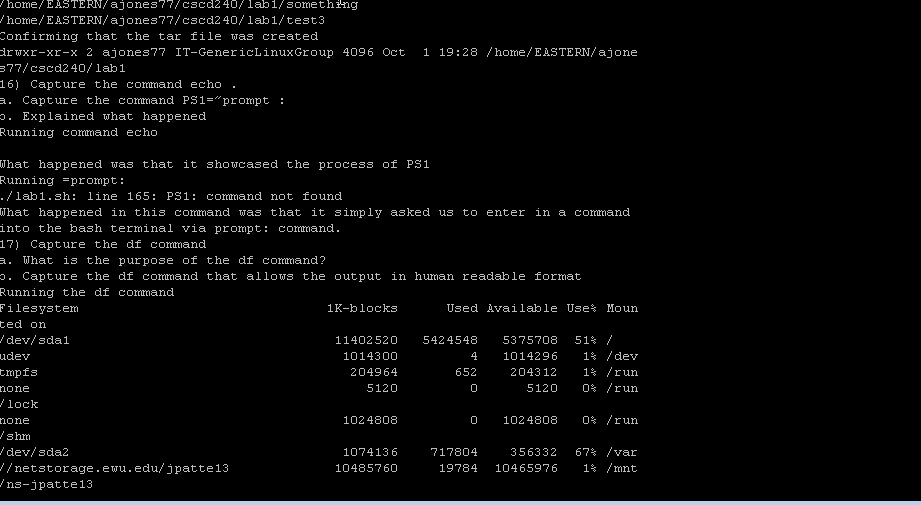 /home/EASTERN/ajones77/cscd240/lab1/something
/home/EASTERN/ajones77/cscd240/lab1/test3
Confirming that the tar file was created
drwxr-xr-x 2 ajones77 IT-GenericLinuxGroup 4096 Oct  1 19:28 /home/EASTERN/ajone
s77/cscd240/lab1
16) Capture the command echo .
a. Capture the command PS1=~prompt :
b. Explained what happened
Running command echo
What happened was that it showcased the process of PS1
Running =prompt:
./lab1.sh: line 165: PS1: command not found
What happened in this command was that it simply asked us to enter in a command
into the bash terminal via prompt: command.
17) Capture the df command
a. What is the purpose of the df command?
b. Capture the df command that allows the output in human readable format
Running the df command
Filesystem 1K-blocks Used Available Use% Moun
ted on
/dev/sda1 11402520 5424548 5375708 51% /
udev 1014300 4 1014296 1% /dev
tmpfs 204964 652 204312 1% /run
none 5120 0 5120 0% /run
/lock
none 1024808 0 1024808 0% /run
/shm
/dev/sda2 1074136 717804 356332 67% /var
//netstorage.ewu.edu/jpatte13 10485760 19784 10465976 1% /mnt
/ns-jpatte13